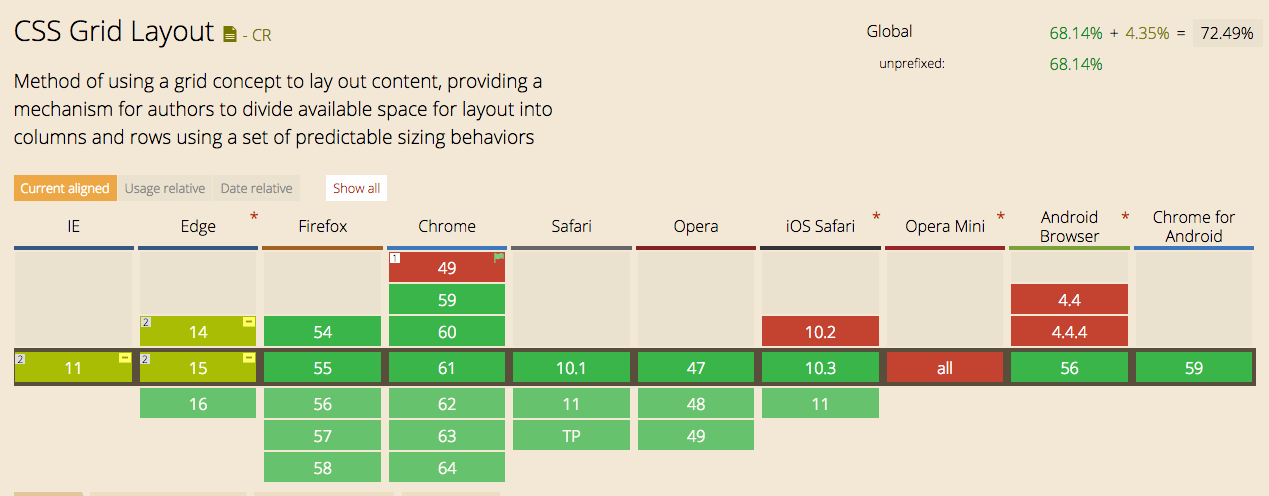 CSS Grid Layout - CR
Global 68.14% + 4.35% = 72.49%
unprefixed: 68.14%
Method of using a grid concept to lay out content, providing a
mechanism for authors to divide available space for layout into
columns and rows using a set of predictable sizing behaviors
Current aligned Usage relative Date relative Show all
IE Edge * Firefox Chrome Safari Opera iOS Safari * Opera Mini * Android Browser * Chrome for Android
1 49
59 4.4
2 14 54 60 10.2 4.4.4
2 11 2 15 55 61 10.1 47 10.3 all 56 59
16 56 62 11 48 11
57 63 TP 49
58 64